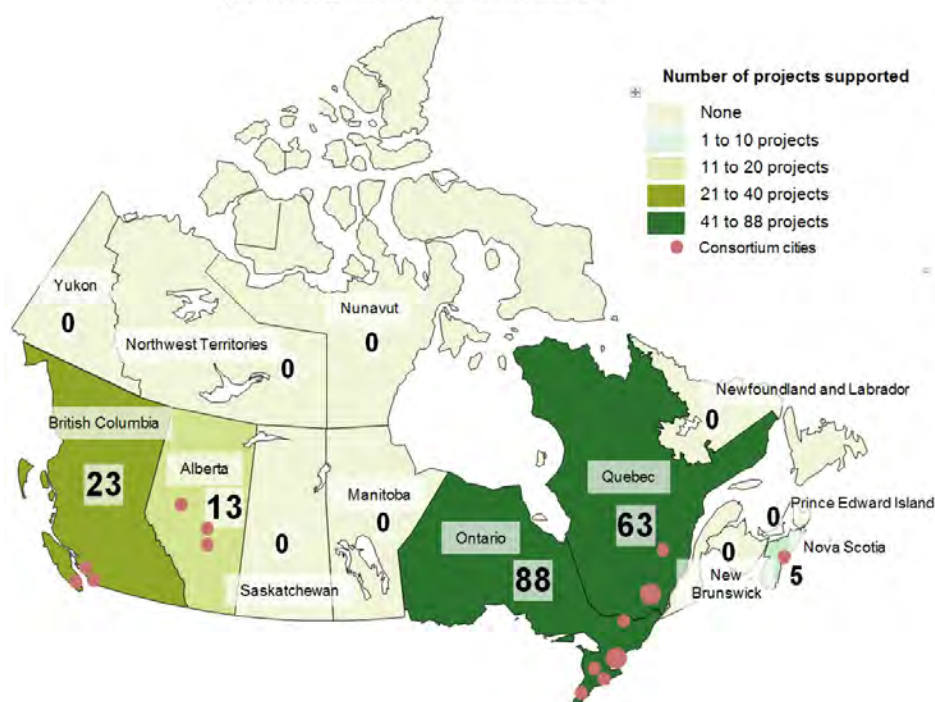 Number of projects supported
None
1 to 10 projects
11 to 20 projects
21 to 40 projects
41 to 88 projects
Consortium cities
Yukon
0
Nunavut
0
Northwest Territories
0
Newfoundland and Labrador
0
British Columbia
23
Alberta
13
Saskatchewan
0
Manitoba
0
Ontario
88
Quebec
63
Prince Edward Island
0
Nova Scotia
5
New
Brunswick
0